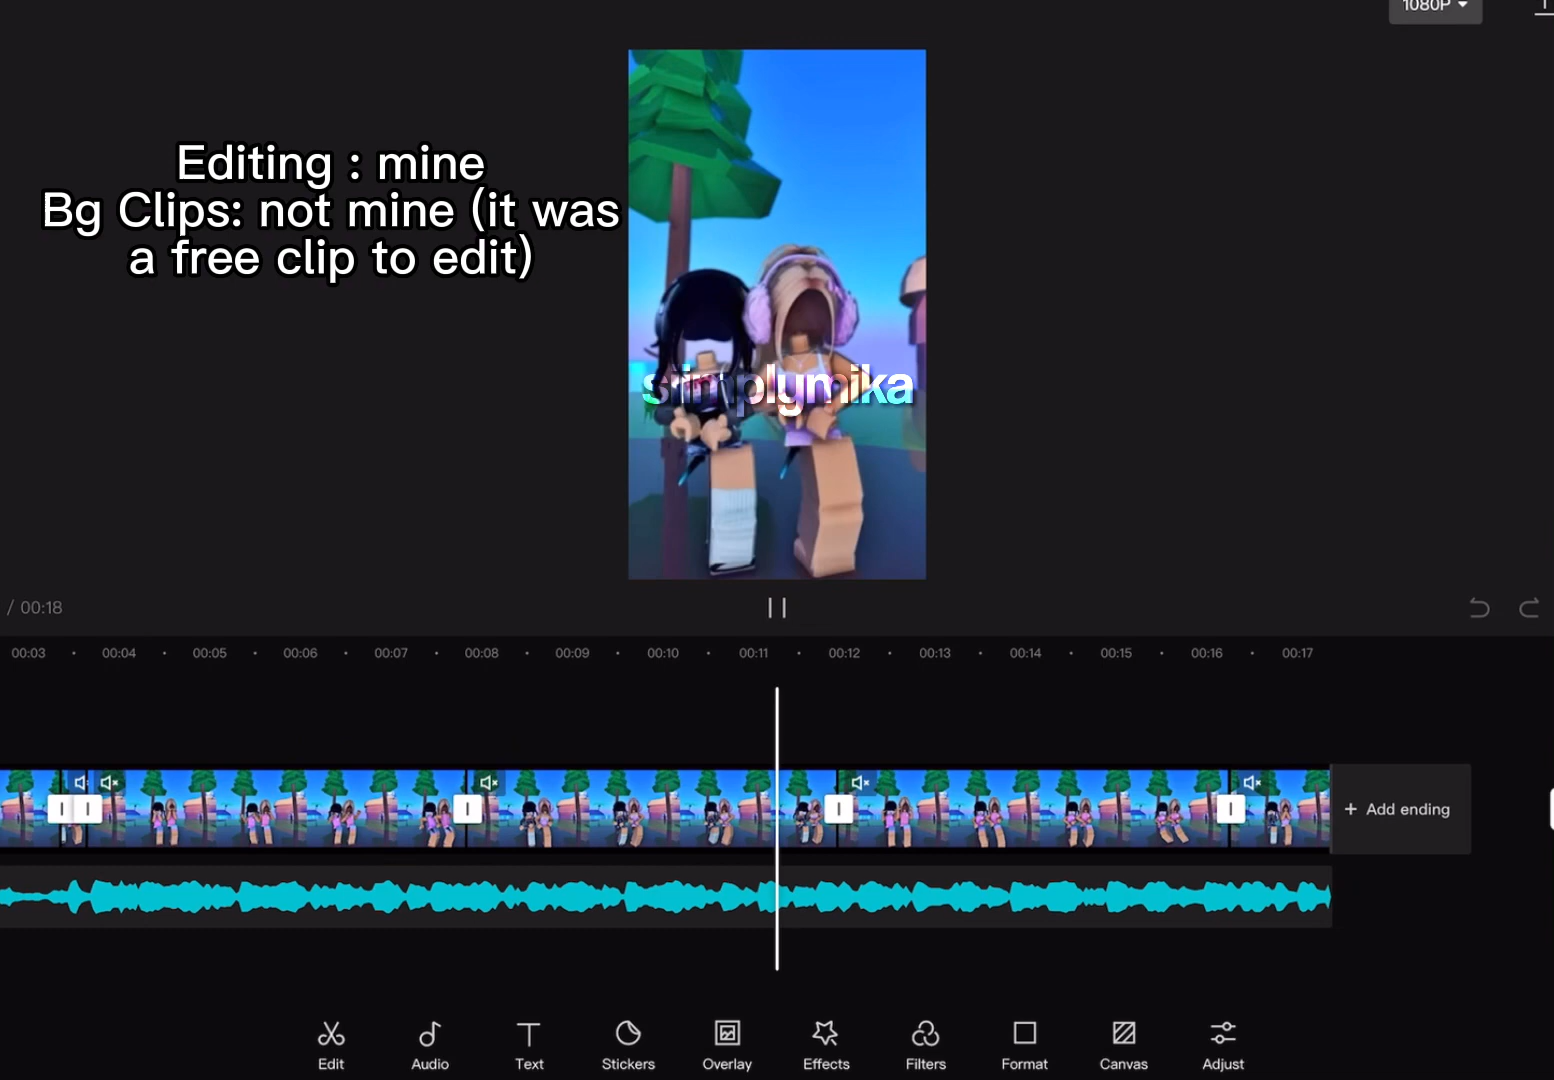 1080P
Editing : mine
Bg Clips: not mine (it was
a free clip to edit)
siimplymika
/ 00:18
00:03 00:04 00:05 00:06 00:07 00:08 00:09 00:10 00:11 00:12 00:13 00:14 00:15 00:16 00:17
+ Add ending
Edit Audio Text Stickers Overlay Effects Filters Format Canvas Adjust